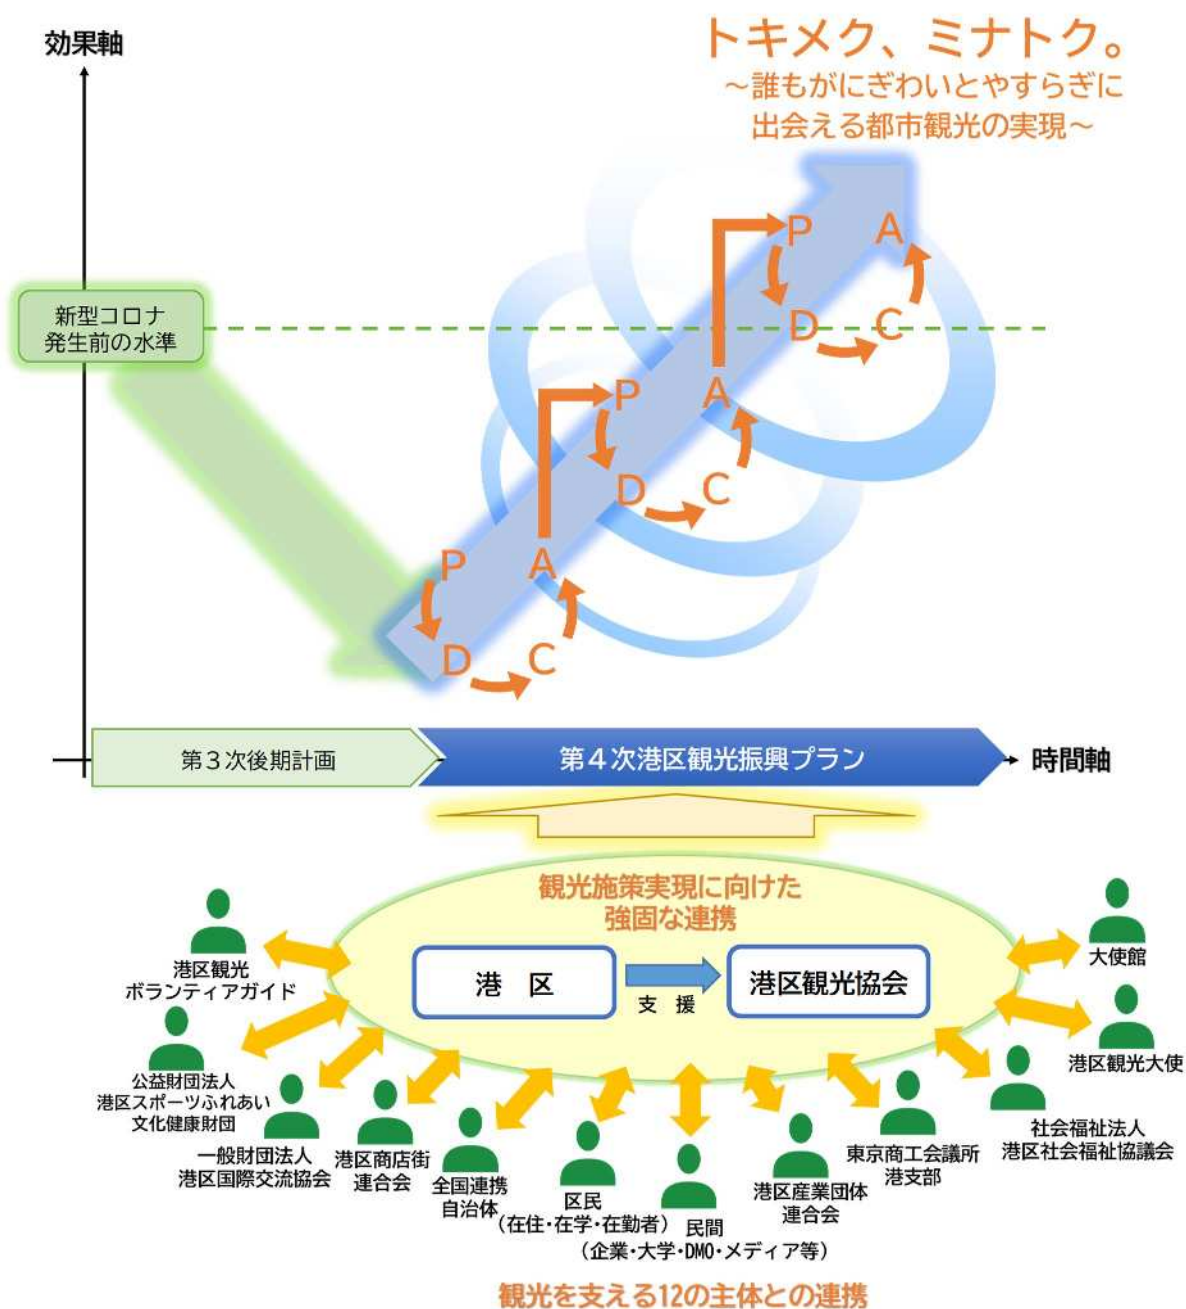 効果軸
トキメク、ミナトク。
～誰もがにぎわいとやすらぎに
出会える都市観光の実現～
P
A
D
C
新型コロナ
発生前の水準
P
A
D
C
P
A
D
C
第３次後期計画
第４次港区観光振興プラン
時間軸
観光施策実現に向けた
強固な連携
港　区
支　援
港区観光協会
港区観光
ボランティアガイド
公益財団法人
港区スポーツふれあい
文化健康財団
一般財団法人
港区国際交流協会
港区商店街
連合会
全国連携
自治体
区民
（在住・在学・在勤者）
民間
（企業・大学・DMO・メディア等）
港区産業団体
連合会
東京商工会議所
港支部
社会福祉法人
港区社会福祉協議会
港区観光大使
大使館
観光を支える12の主体との連携